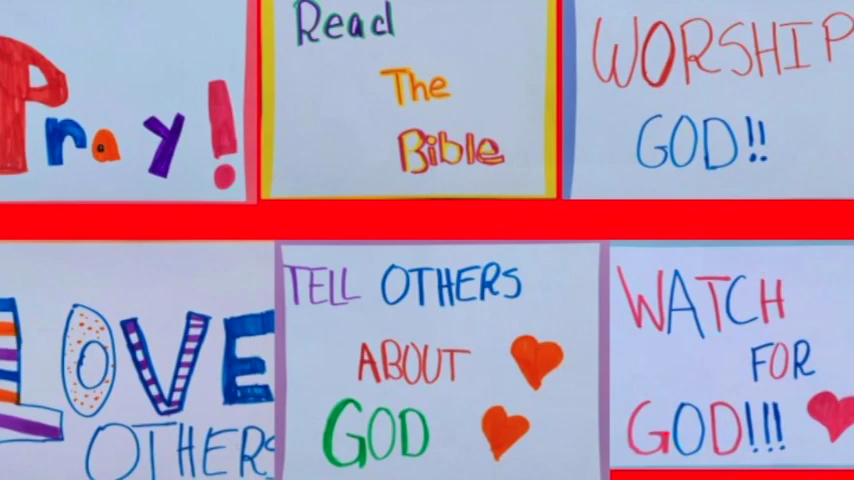 Pray!
Read
The
Bible
WORSHIP
GOD!!
LOVE
OTHERS
TELL OTHERS
ABOUT
GOD
WATCH
FOR
GOD!!!